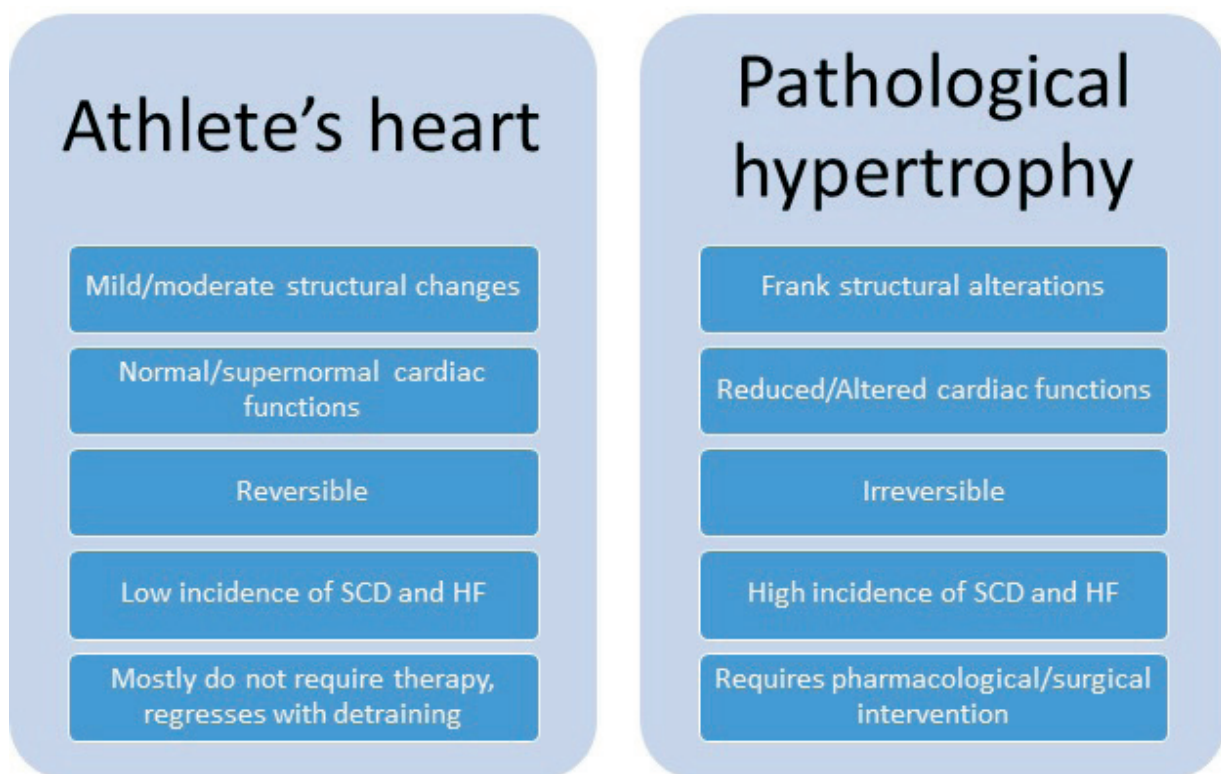 Athlete's heart
Mild/moderate structural changes
Normal/supernormal cardiac
functions
Reversible
Low incidence of SCD and HF
Mostly do not require therapy,
regresses with detraining
Pathological
hypertrophy
Frank structural alterations
Reduced/Altered cardiac functions
Irreversible
High incidence of SCD and HF
Requires pharmacological/surgical
intervention